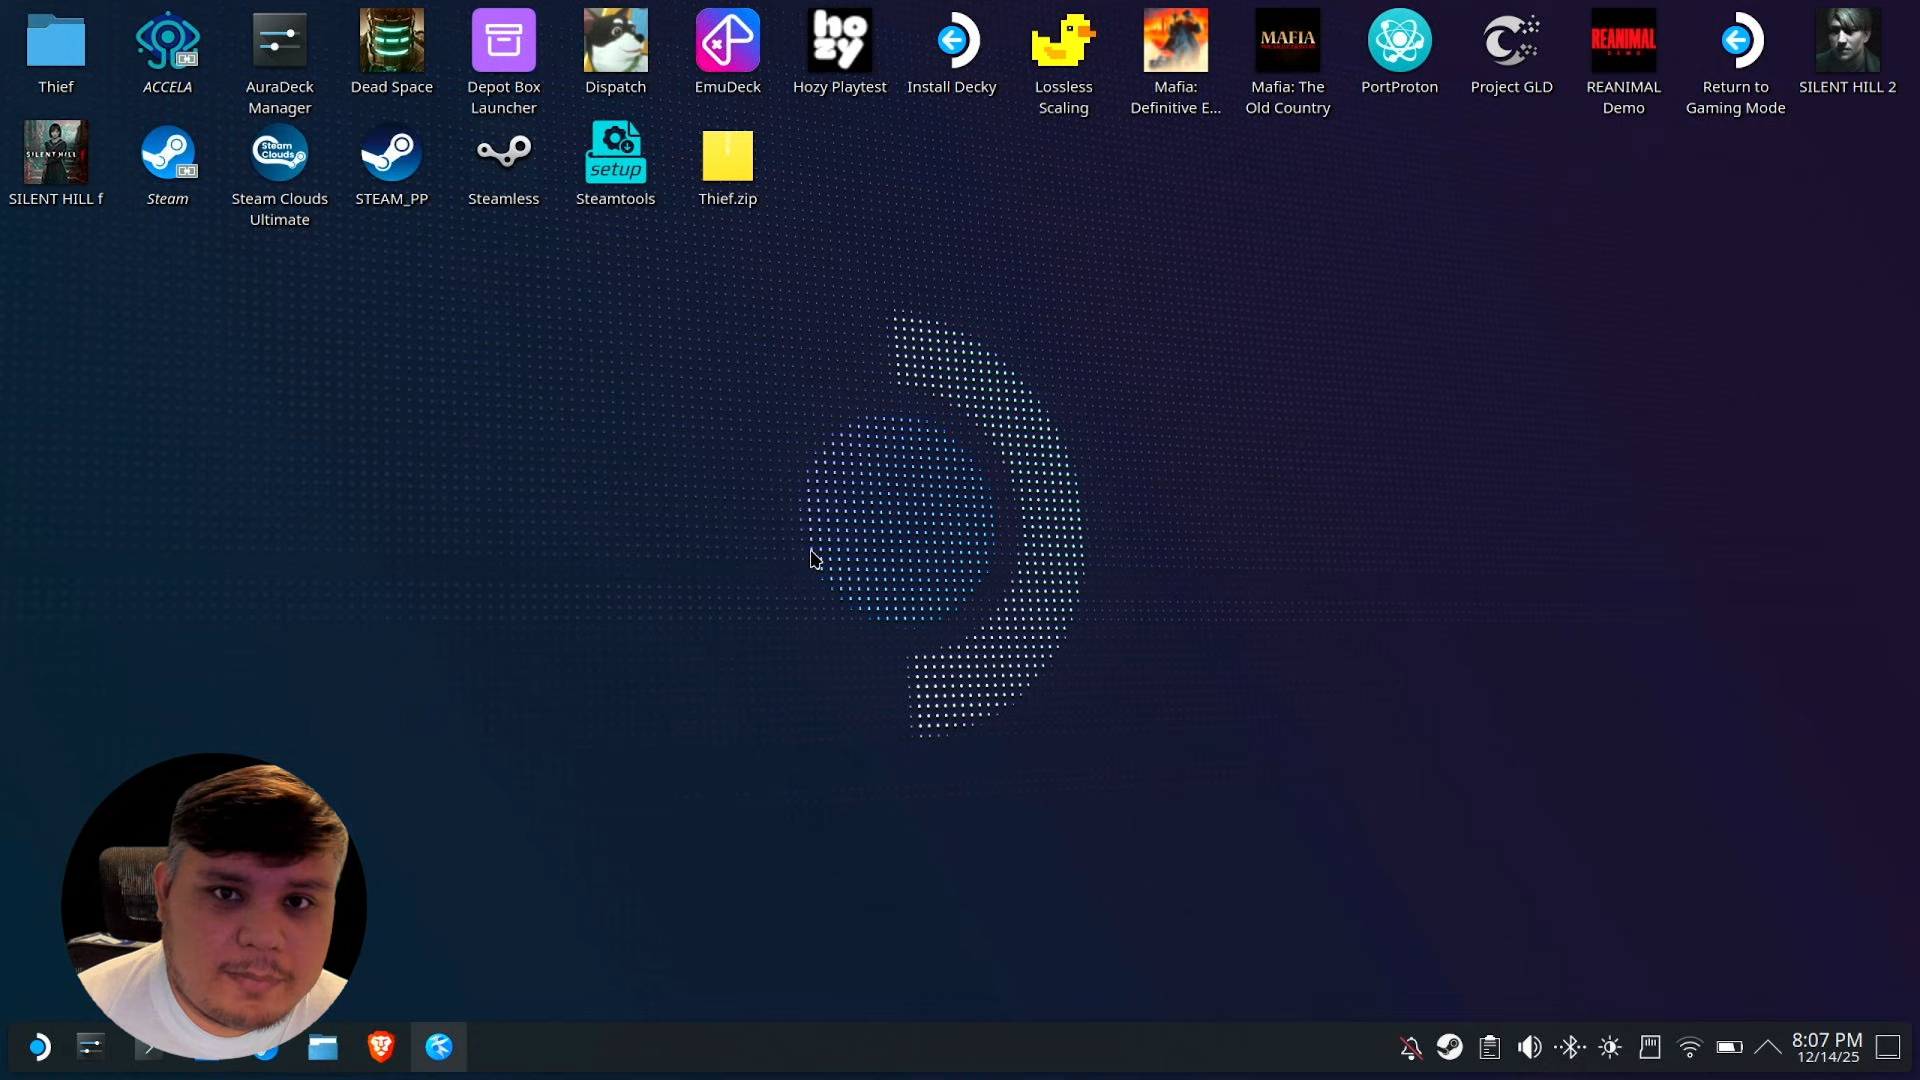 Thief
ACCELA
AuraDeck
Manager
Dead Space
Depot Box
Launcher
Dispatch
EmuDeck
hozy
Hozy Playtest
Install Decky
Lossless
Scaling
Mafia:
Definitive E...
MAFIA
Mafia: The
Old Country
PortProton
Project GLD
REANIMAL
DEMO
REANIMAL
Demo
Return to
Gaming Mode
SILENT HILL 2
SILENT HILL f
SILENT HILL f
Steam
Steam
Clouds
Steam Clouds
Ultimate
STEAM_PP
Steamless
setup
Steamtools
Thief.zip
8:07 PM
12/14/25